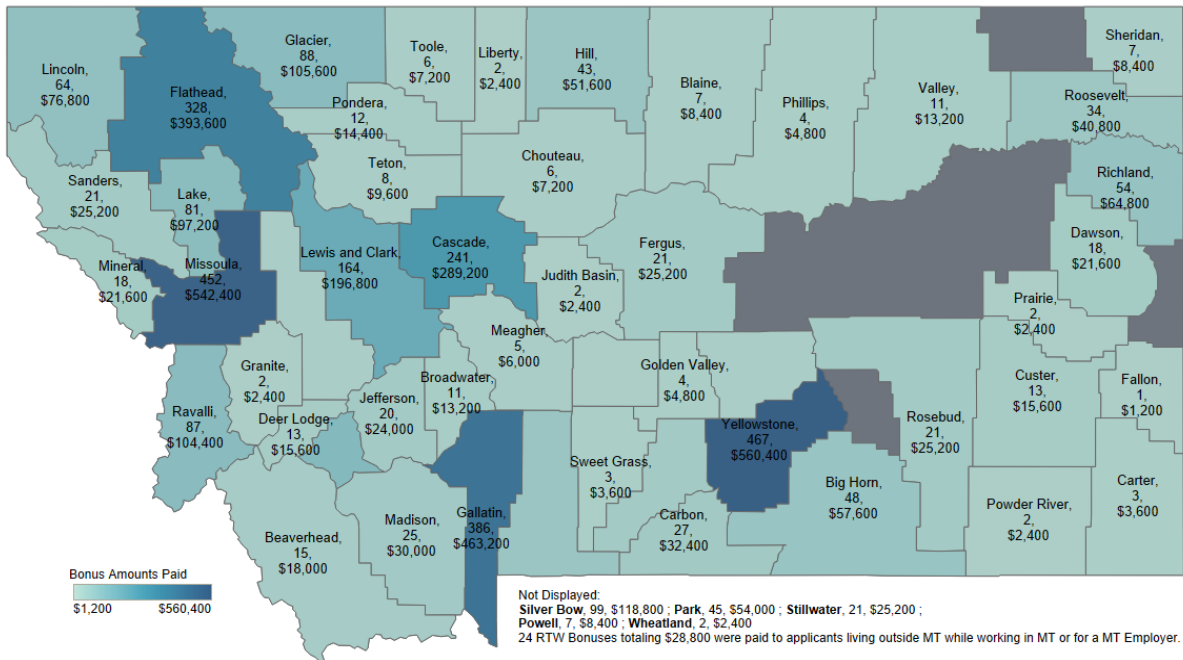 Lincoln,
64,
$76,800
Flathead,
328,
$393,600
Glacier,
88,
$105,600
Toole,
6,
$7,200
Liberty,
2,
$2,400
Hill,
43,
$51,600
Blaine,
7,
$8,400
Phillips,
4,
$4,800
Valley,
11,
$13,200
Sheridan,
7,
$8,400
Roosevelt,
34,
$40,800
Pondera,
12,
$14,400
Teton,
8,
$9,600
Chouteau,
6,
$7,200
Richland,
54,
$64,800
Sanders,
21,
$25,200
Lake,
81,
$97,200
Mineral,
18,
$21,600
Missoula,
452,
$542,400
Lewis and Clark,
164,
$196,800
Cascade,
241,
$289,200
Judith Basin,
2,
$2,400
Fergus,
21,
$25,200
Dawson,
18,
$21,600
Prairie,
2,
$2,400
Meagher,
5,
$6,000
Granite,
2,
$2,400
Broadwater,
11,
$13,200
Golden Valley,
4,
$4,800
Custer,
13,
$15,600
Fallon,
1,
$1,200
Ravalli,
87,
$104,400
Deer Lodge,
13,
$15,600
Jefferson,
20,
$24,000
Yellowstone,
467,
$560,400
Rosebud,
21,
$25,200
Sweet Grass,
3,
$3,600
Big Horn,
48,
$57,600
Carter,
3,
$3,600
Powder River,
2,
$2,400
Beaverhead,
15,
$18,000
Madison,
25,
$30,000
Gallatin,
386,
$463,200
Carbon,
27,
$32,400
Bonus Amounts Paid
$1,200 $560,400
Not Displayed:
Silver Bow, 99, $118,800 ; Park, 45, $54,000 ; Stillwater, 21, $25,200 ;
Powell, 7, $8,400 ; Wheatland, 2, $2,400
24 RTW Bonuses totaling $28,800 were paid to applicants living outside MT while working in MT or for a MT Employer.